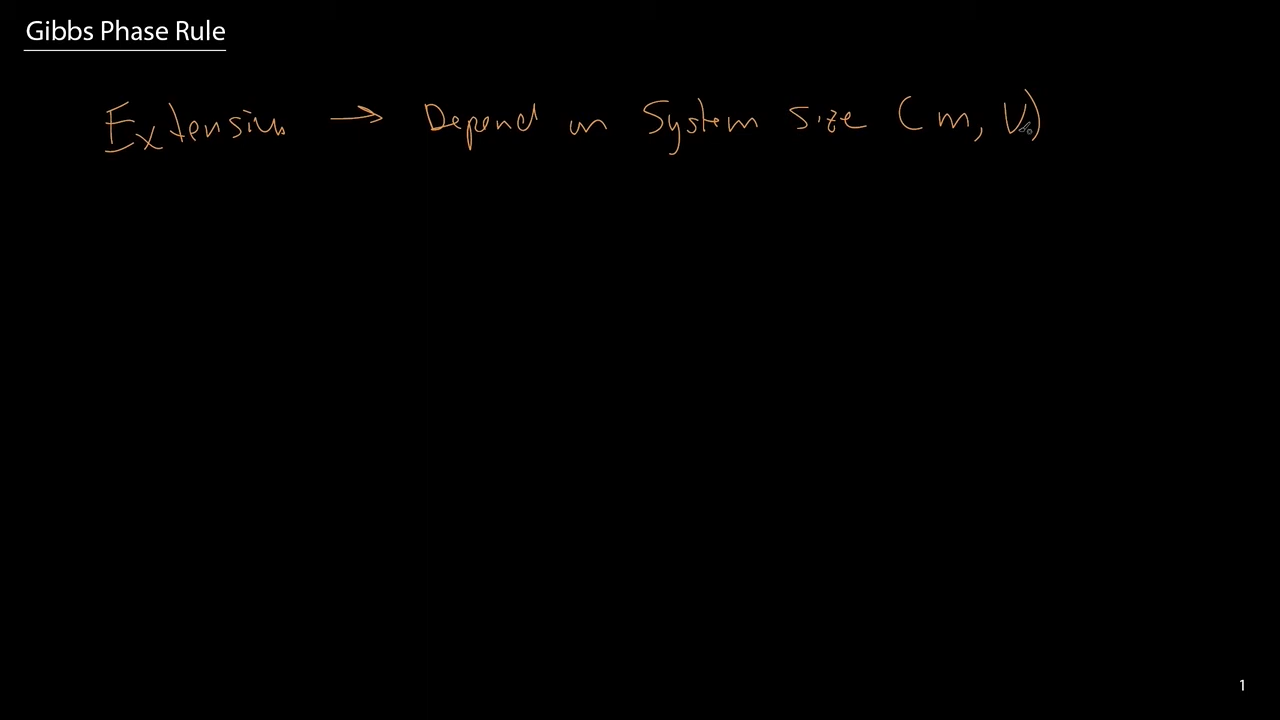 Gibbs Phase Rule
Extensive → Depend on System Size (m, V)
1